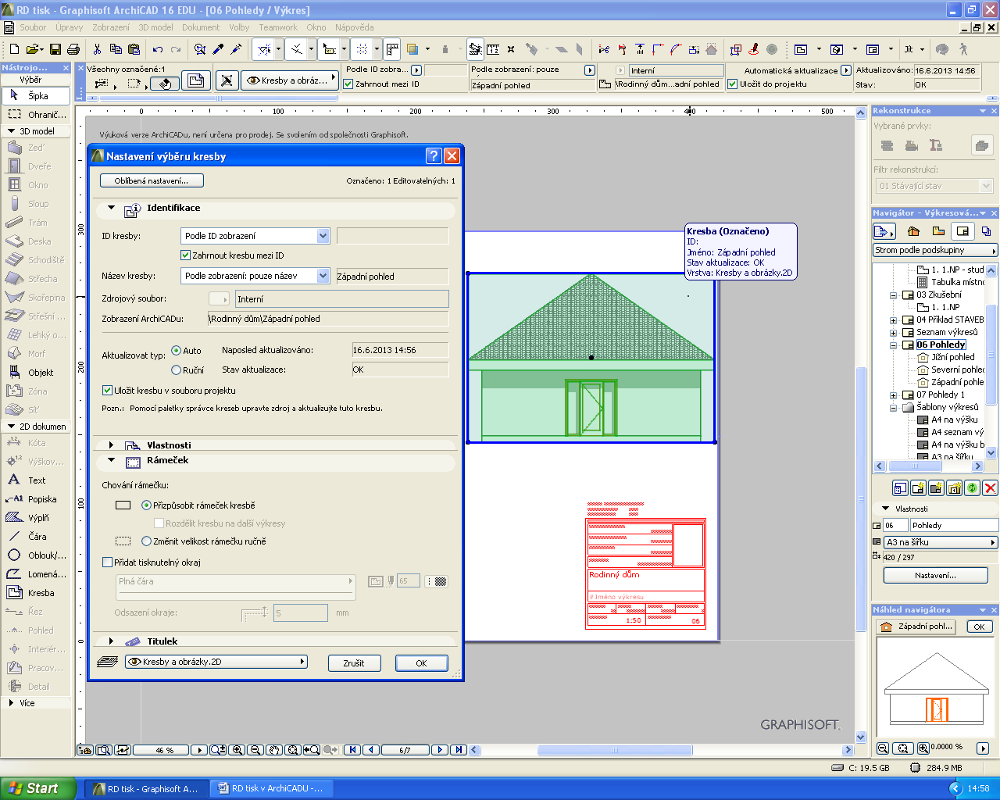 RD tisk - Graphisoft ArchiCAD 16 EDU - [06 Pohledy / Výkres]
Soubor Úpravy Zobrazení 3D model Dokument Volby Teamwork Okno Nápověda
Nástrojo...
Výběr
Šipka
Ohranič...
3D model
Zeď
Dveře
Okno
Sloup
Trám
Deska
Schodiště
Střecha
Skořepina
Střešní ...
Lehký o...
Morf
Objekt
Zóna
Síť
2D dokumen
Kóta
Výškov...
Text
Popiska
Výplň
Čára
Oblouk/...
Lomená...
Kresba
Řez
Pohled
Interiér...
Pracov...
Detail
Více
Všechny označené:1
Kresby a obráz...
Podle ID zobra...
Zahrnout mezi ID
Podle zobrazení: pouze
Západní pohled
Interní
\Rodinný dům...adní pohled
Automatická aktualizace
Uložit do projektu
Aktualizováno: 16.6.2013 14:56
Stav: OK
0 100 200 300 400 500
300
200
100
0
Výuková verze ArchiCADu, není určena pro prodej. Se svolením od společnosti Graphisoft.
Nastavení výběru kresby
Oblíbená nastavení...
Označeno: 1 Editovatelných: 1
Identifikace
ID kresby: Podle ID zobrazení
Zahrnout kresbu mezi ID
Název kresby: Podle zobrazení: pouze název Západní pohled
Zdrojový soubor: Interní
Zobrazení ArchiCADu: \Rodinný dům\Západní pohled
Aktualizovat typ: Auto Naposled aktualizováno: 16.6.2013 14:56
Ruční Stav aktualizace: OK
Uložit kresbu v souboru projektu
Pozn.: Pomocí paletky správce kreseb upravte zdroj a aktualizujte tuto kresbu.
Vlastnosti
Rámeček
Chování rámečku:
Přizpůsobit rámeček kresbě
Rozdělit kresbu na další výkresy
Změnit velikost rámečku ručně
Přidat tisknutelný okraj
Plná čára 65
Odsazení okraje: 5 mm
Titulek
Kresby a obrázky.2D Zrušit OK
Kresba (Označeno)
ID:
Jméno: Západní pohled
Stav aktualizace: OK
Vrstva: Kresby a obrázky.2D
Rodinný dům
#Jméno výkresu
1:50 06
GRAPHISOFT.
46 % 6/7
Rekonstrukce
Vybrané prvky:
Filtr rekonstrukcí:
01 Stávající stav
Navigátor - Výkresová...
Strom podle podskupiny
1. 1.NP - stud
Tabulka místno
03 Zkušební
1. 1.NP
04 Příklad STAVEB
Seznam výkresů
06 Pohledy
Jižní pohled
Severní pohled
Západní pohle
07 Pohledy 1
Šablony výkresů
A4 na výšku
A4 seznam vý
A4 na výšku b
A3 na šířku
Vlastnosti
06 Pohledy
A3 na šířku
420 / 297
Nastavení...
Náhled navigátora
Západní pohl... OK
0.0000 %
C: 19.5 GB 284.9 MB
Start RD tisk - Graphisoft A... RD tisk v ArchiCADU -... 14:58